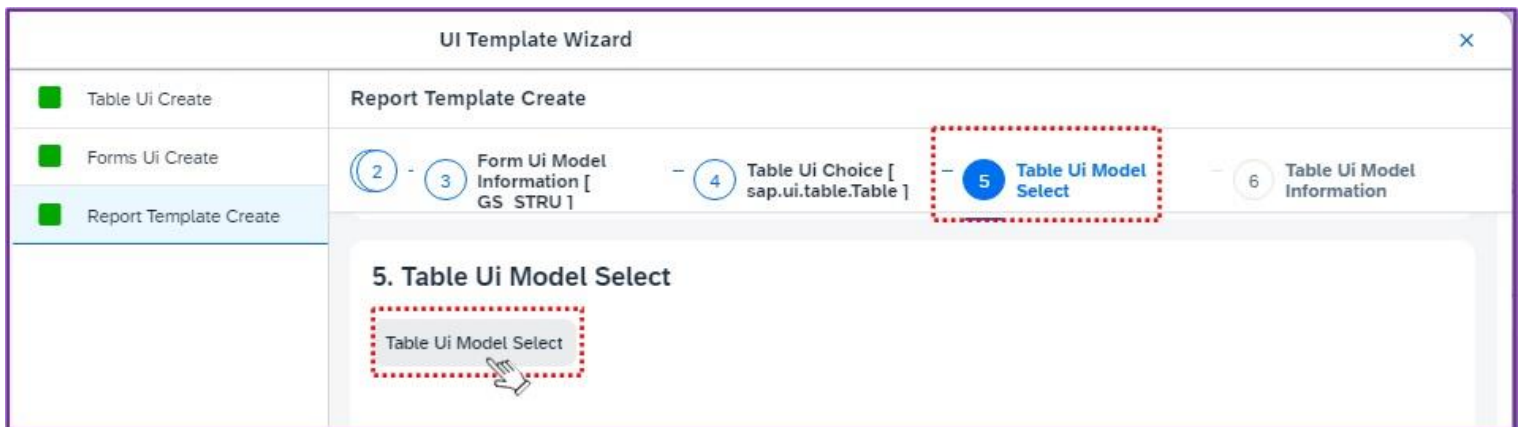 UI Template Wizard
Table Ui Create
Forms Ui Create
Report Template Create
Report Template Create
2
3
Form Ui Model
Information [
GS_STRU ]
4
Table Ui Choice [
sap.ui.table.Table ]
5
Table Ui Model
Select
6
Table Ui Model
Information
5. Table Ui Model Select
Table Ui Model Select